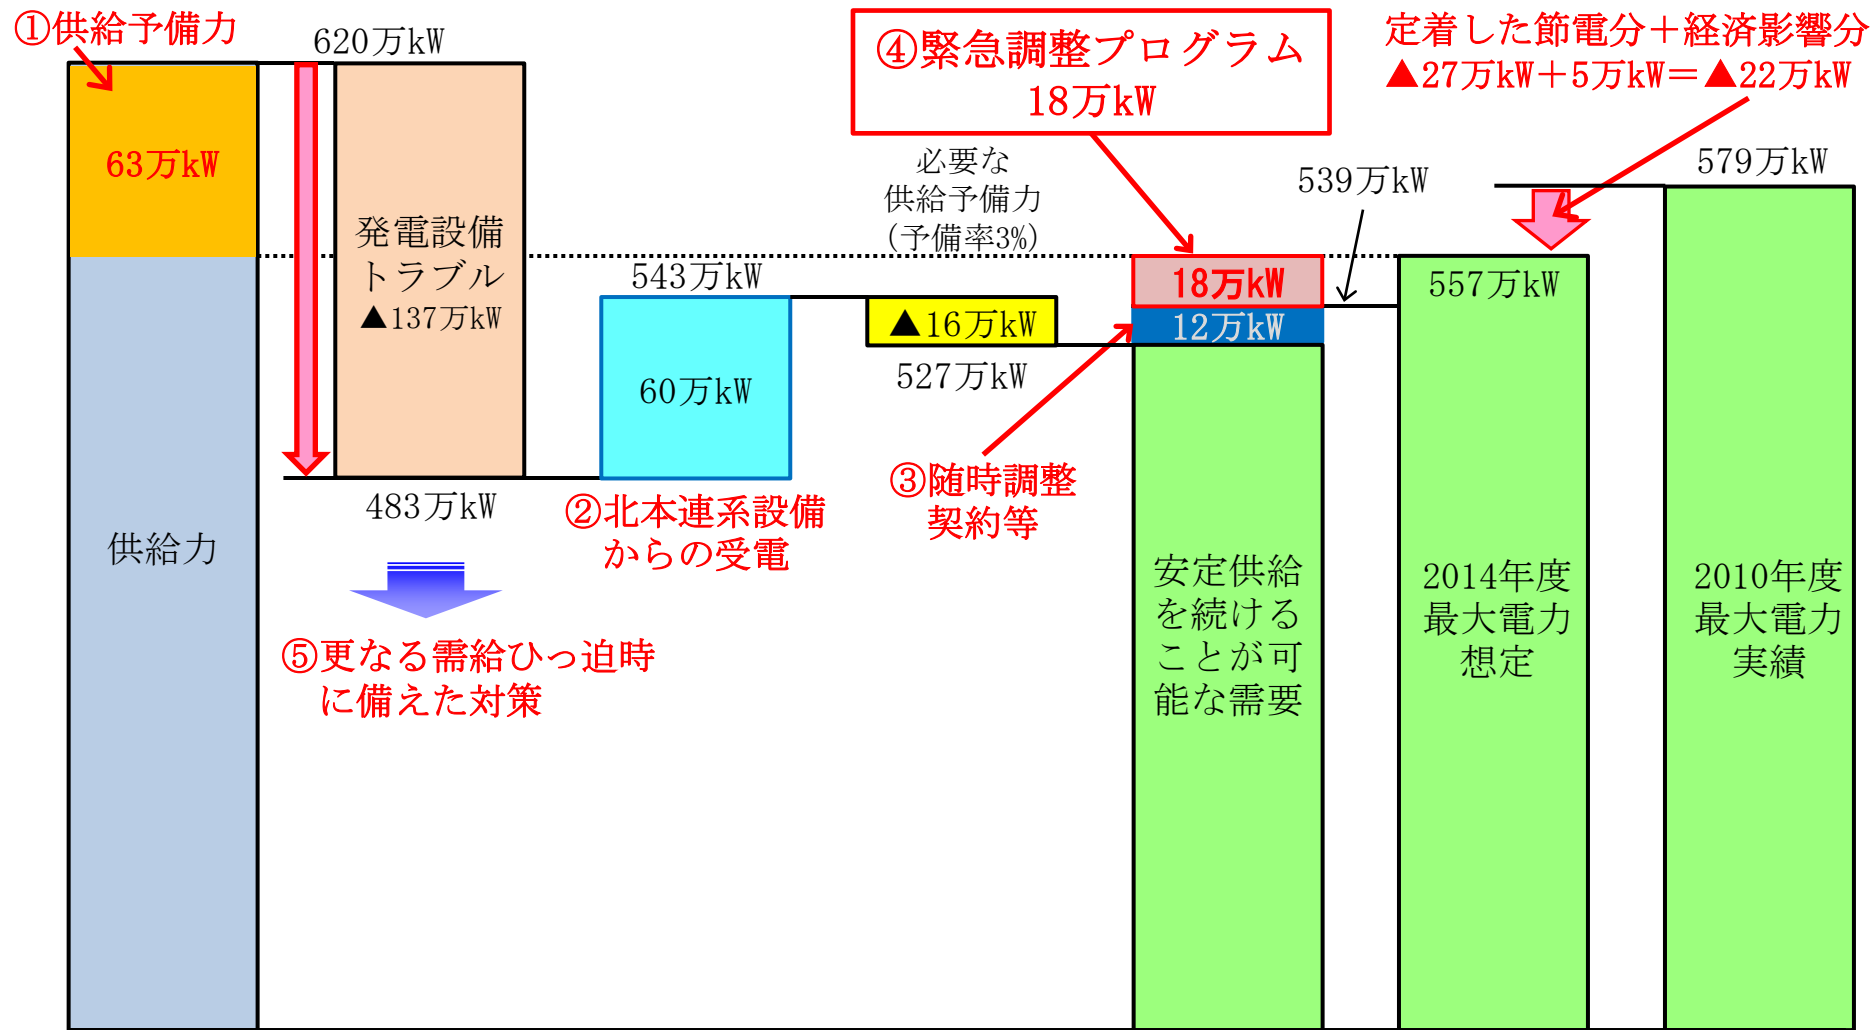 ①供給予備力
620万kW
63万kW
供給力
発電設備
トラブル
▲137万kW
483万kW
⑤更なる需給ひっ迫時
に備えた対策
543万kW
60万kW
②北本連系設備
からの受電
④緊急調整プログラム
18万kW
必要な
供給予備力
(予備率3%)
▲16万kW
527万kW
③随時調整
契約等
18万kW
12万kW
安定供給
を続ける
ことが可
能な需要
539万kW
定着した節電分＋経済影響分
▲27万kW＋5万kW＝▲22万kW
557万kW
2014年度
最大電力
想定
579万kW
2010年度
最大電力
実績